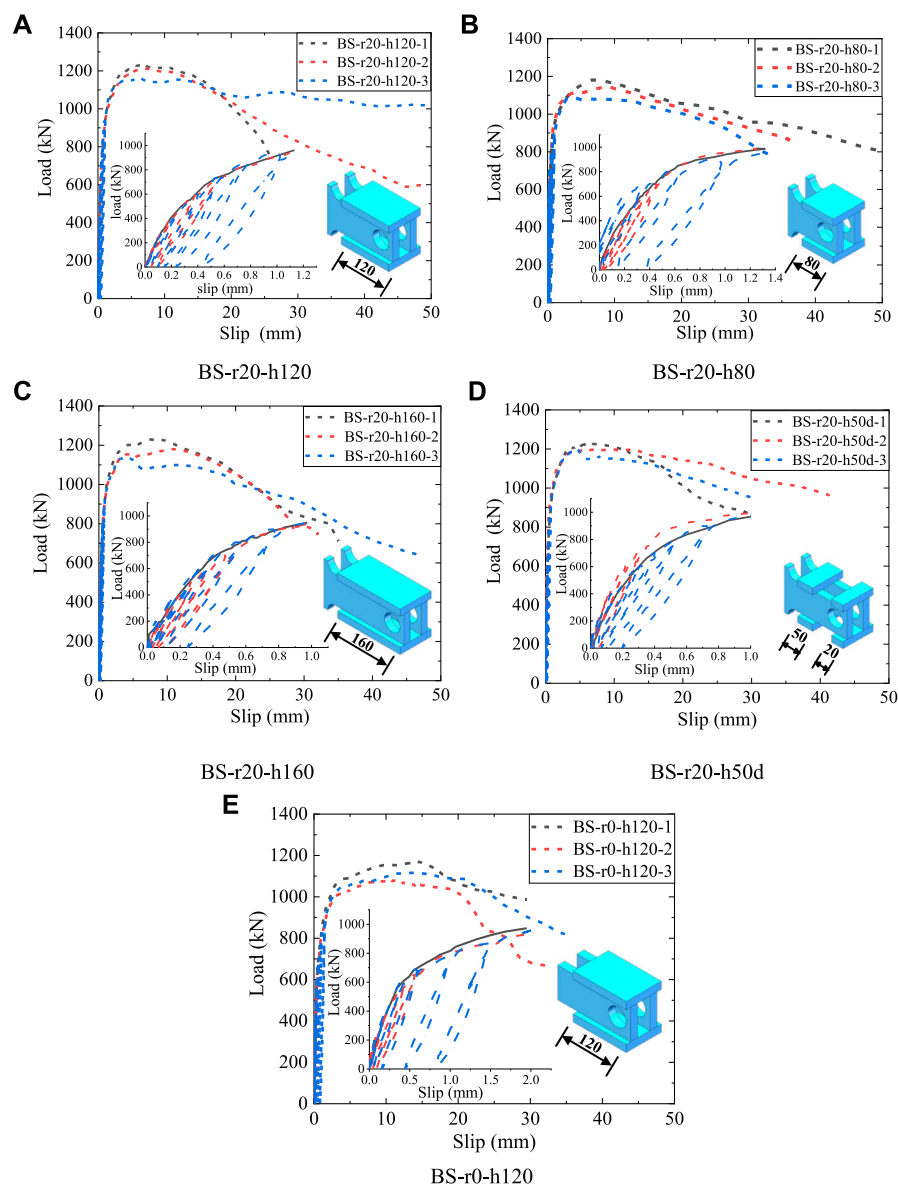 A
1400
1200
1000
800
600
400
200
0
Load (kN)
BS-r20-h120-1
BS-r20-h120-2
BS-r20-h120-3
1000
800
600
400
200
0
load (kN)
0.0 0.2 0.4 0.6 0.8 1.0 1.2
slip (mm)
120
0 10 20 30 40 50
Slip (mm)
BS-r20-h120
B
1400
1200
1000
800
600
400
200
0
Load (kN)
BS-r20-h80-1
BS-r20-h80-2
BS-r20-h80-3
1000
800
600
400
200
0
Load (kN)
0.0 0.2 0.4 0.6 0.8 1.0 1.2 1.4
Slip (mm)
80
0 10 20 30 40 50
Slip (mm)
BS-r20-h80
C
1400
1200
1000
800
600
400
200
0
Load (kN)
BS-r20-h160-1
BS-r20-h160-2
BS-r20-h160-3
1000
800
600
400
200
0
Load (kN)
0.0 0.2 0.4 0.6 0.8 1.0
Slip (mm)
160
0 10 20 30 40 50
Slip (mm)
BS-r20-h160
D
1400
1200
1000
800
600
400
200
0
Load (kN)
BS-r20-h50d-1
BS-r20-h50d-2
BS-r20-h50d-3
1000
800
600
400
200
0
Load (kN)
0.0 0.2 0.4 0.6 0.8 1.0
Slip (mm)
50
20
0 10 20 30 40 50
Slip (mm)
BS-r20-h50d
E
1400
1200
1000
800
600
400
200
0
Load (kN)
BS-r0-h120-1
BS-r0-h120-2
BS-r0-h120-3
1000
800
600
400
200
0
Load (kN)
0.0 0.5 1.0 1.5 2.0
Slip (mm)
120
0 10 20 30 40 50
Slip (mm)
BS-r0-h120